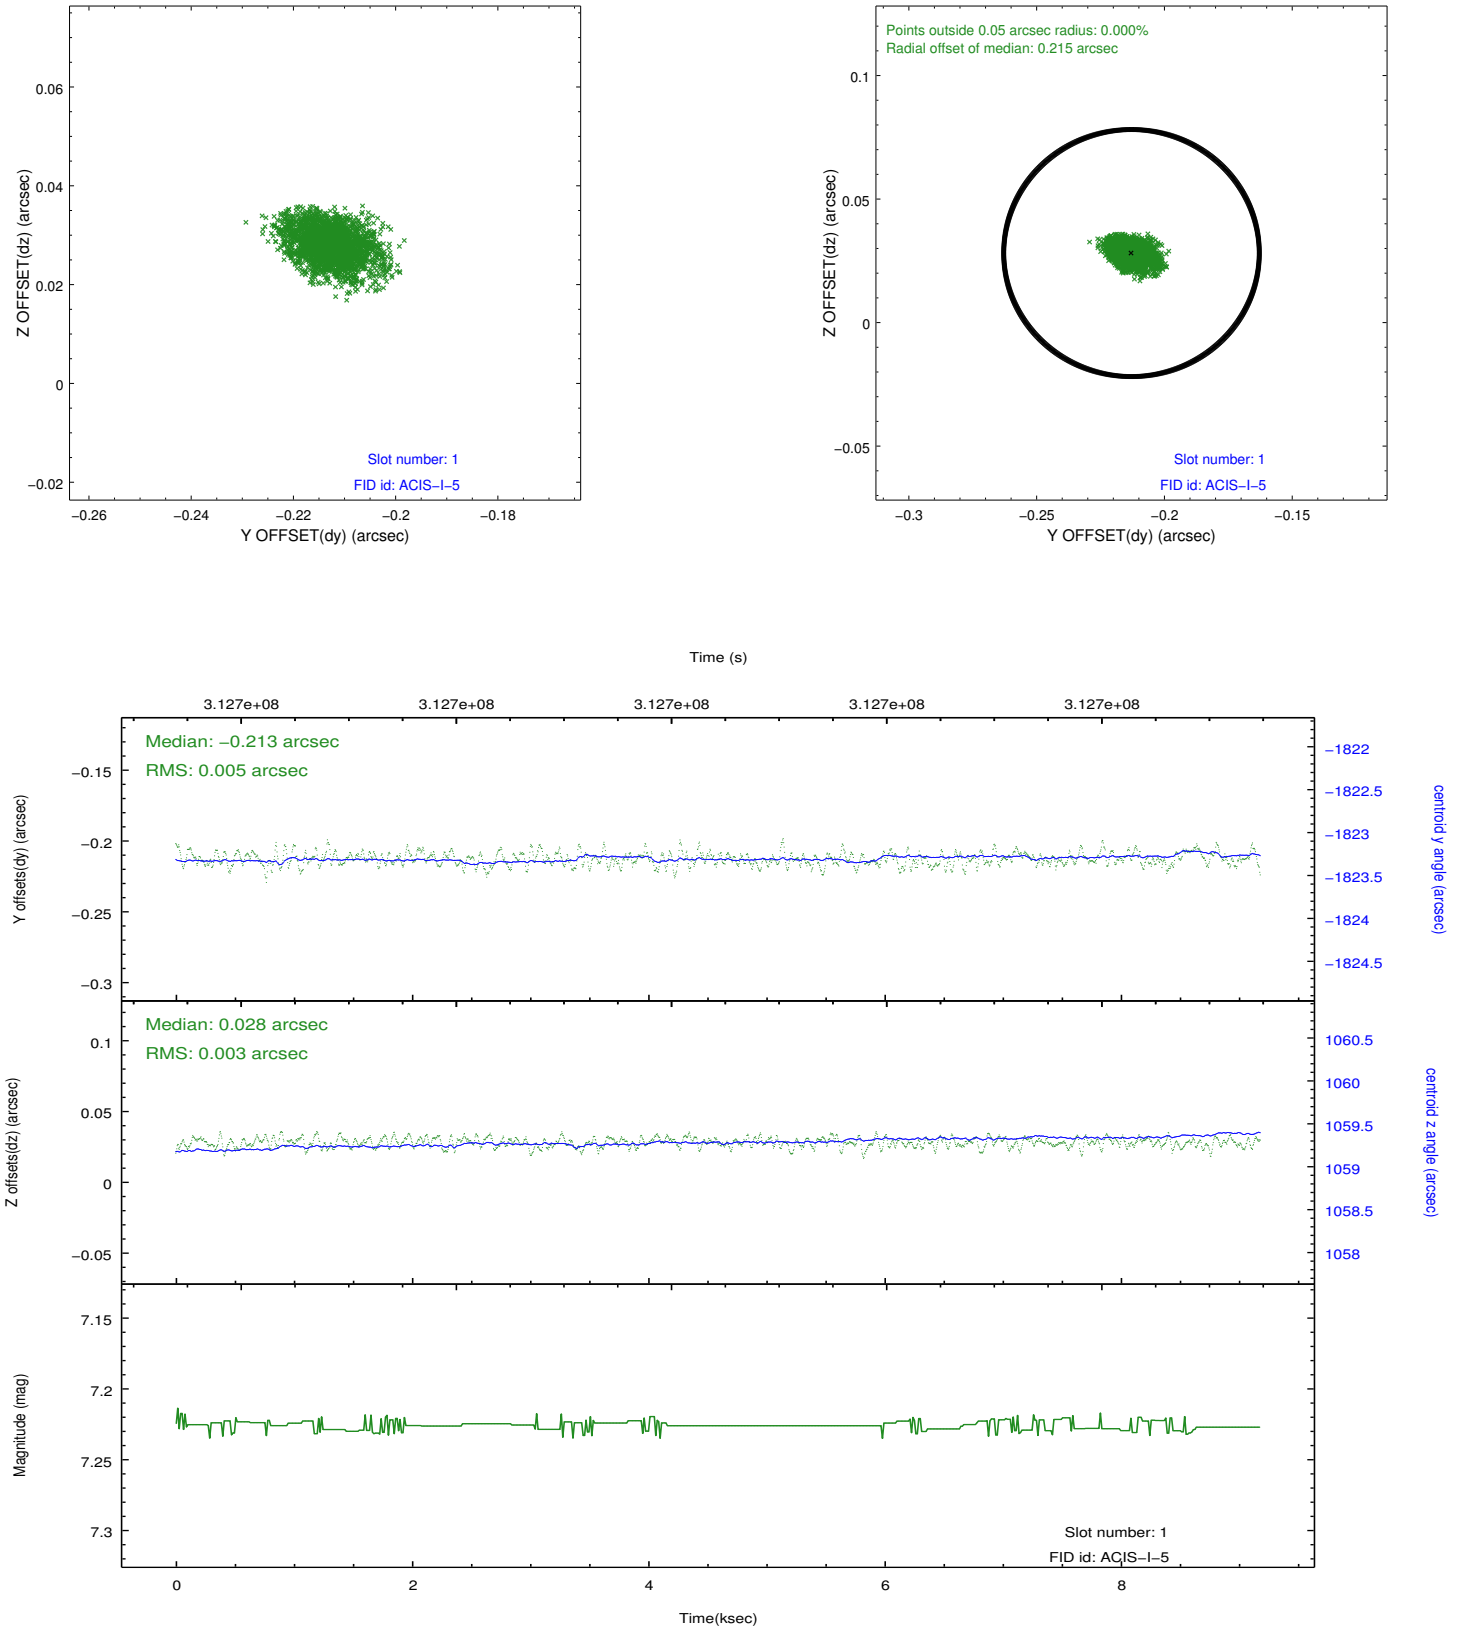 0.06
0.04
0.02
0
−0.02
Z OFFSET(dz) (arcsec)
−0.26
−0.24
−0.22
−0.2
−0.18
Y OFFSET(dy) (arcsec)
Slot number: 1
FID id: ACIS−I−5
Points outside 0.05 arcsec radius: 0.000%
Radial offset of median: 0.215 arcsec
0.1
0.05
0
−0.05
Z OFFSET(dz) (arcsec)
−0.3
−0.25
−0.2
−0.15
Y OFFSET(dy) (arcsec)
Slot number: 1
FID id: ACIS−I−5
Time (s)
3.127e+08
3.127e+08
3.127e+08
3.127e+08
3.127e+08
Median: −0.213 arcsec
RMS: 0.005 arcsec
−0.15
−0.2
−0.25
−0.3
Y offsets(dy) (arcsec)
−1822
−1822.5
−1823
−1823.5
−1824
−1824.5
centroid y angle (arcsec)
Median: 0.028 arcsec
RMS: 0.003 arcsec
0.1
0.05
0
−0.05
Z offsets(dz) (arcsec)
1060.5
1060
1059.5
1059
1058.5
1058
centroid z angle (arcsec)
7.15
7.2
7.25
7.3
Magnitude (mag)
Slot number: 1
FID id: ACIS−I−5
0
2
4
6
8
Time(ksec)